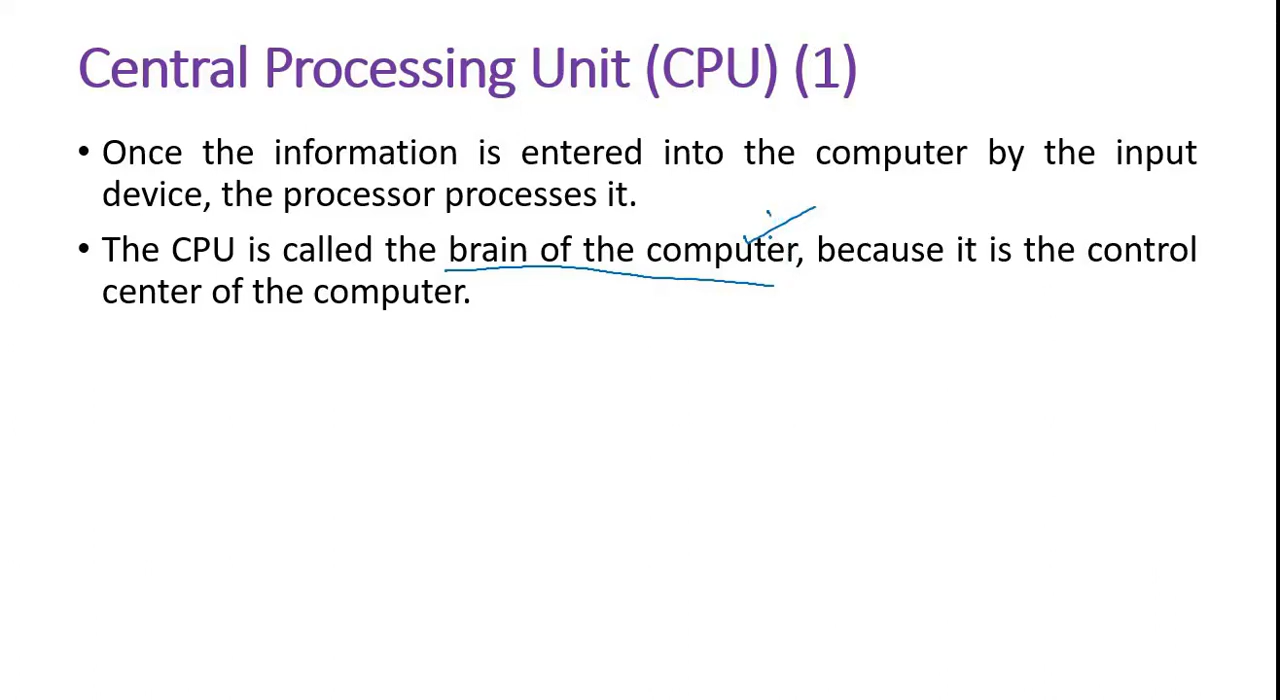 Central Processing Unit (CPU) (1)
• Once the information is entered into the computer by the input
device, the processor processes it.
• The CPU is called the brain of the computer, because it is the control
center of the computer.